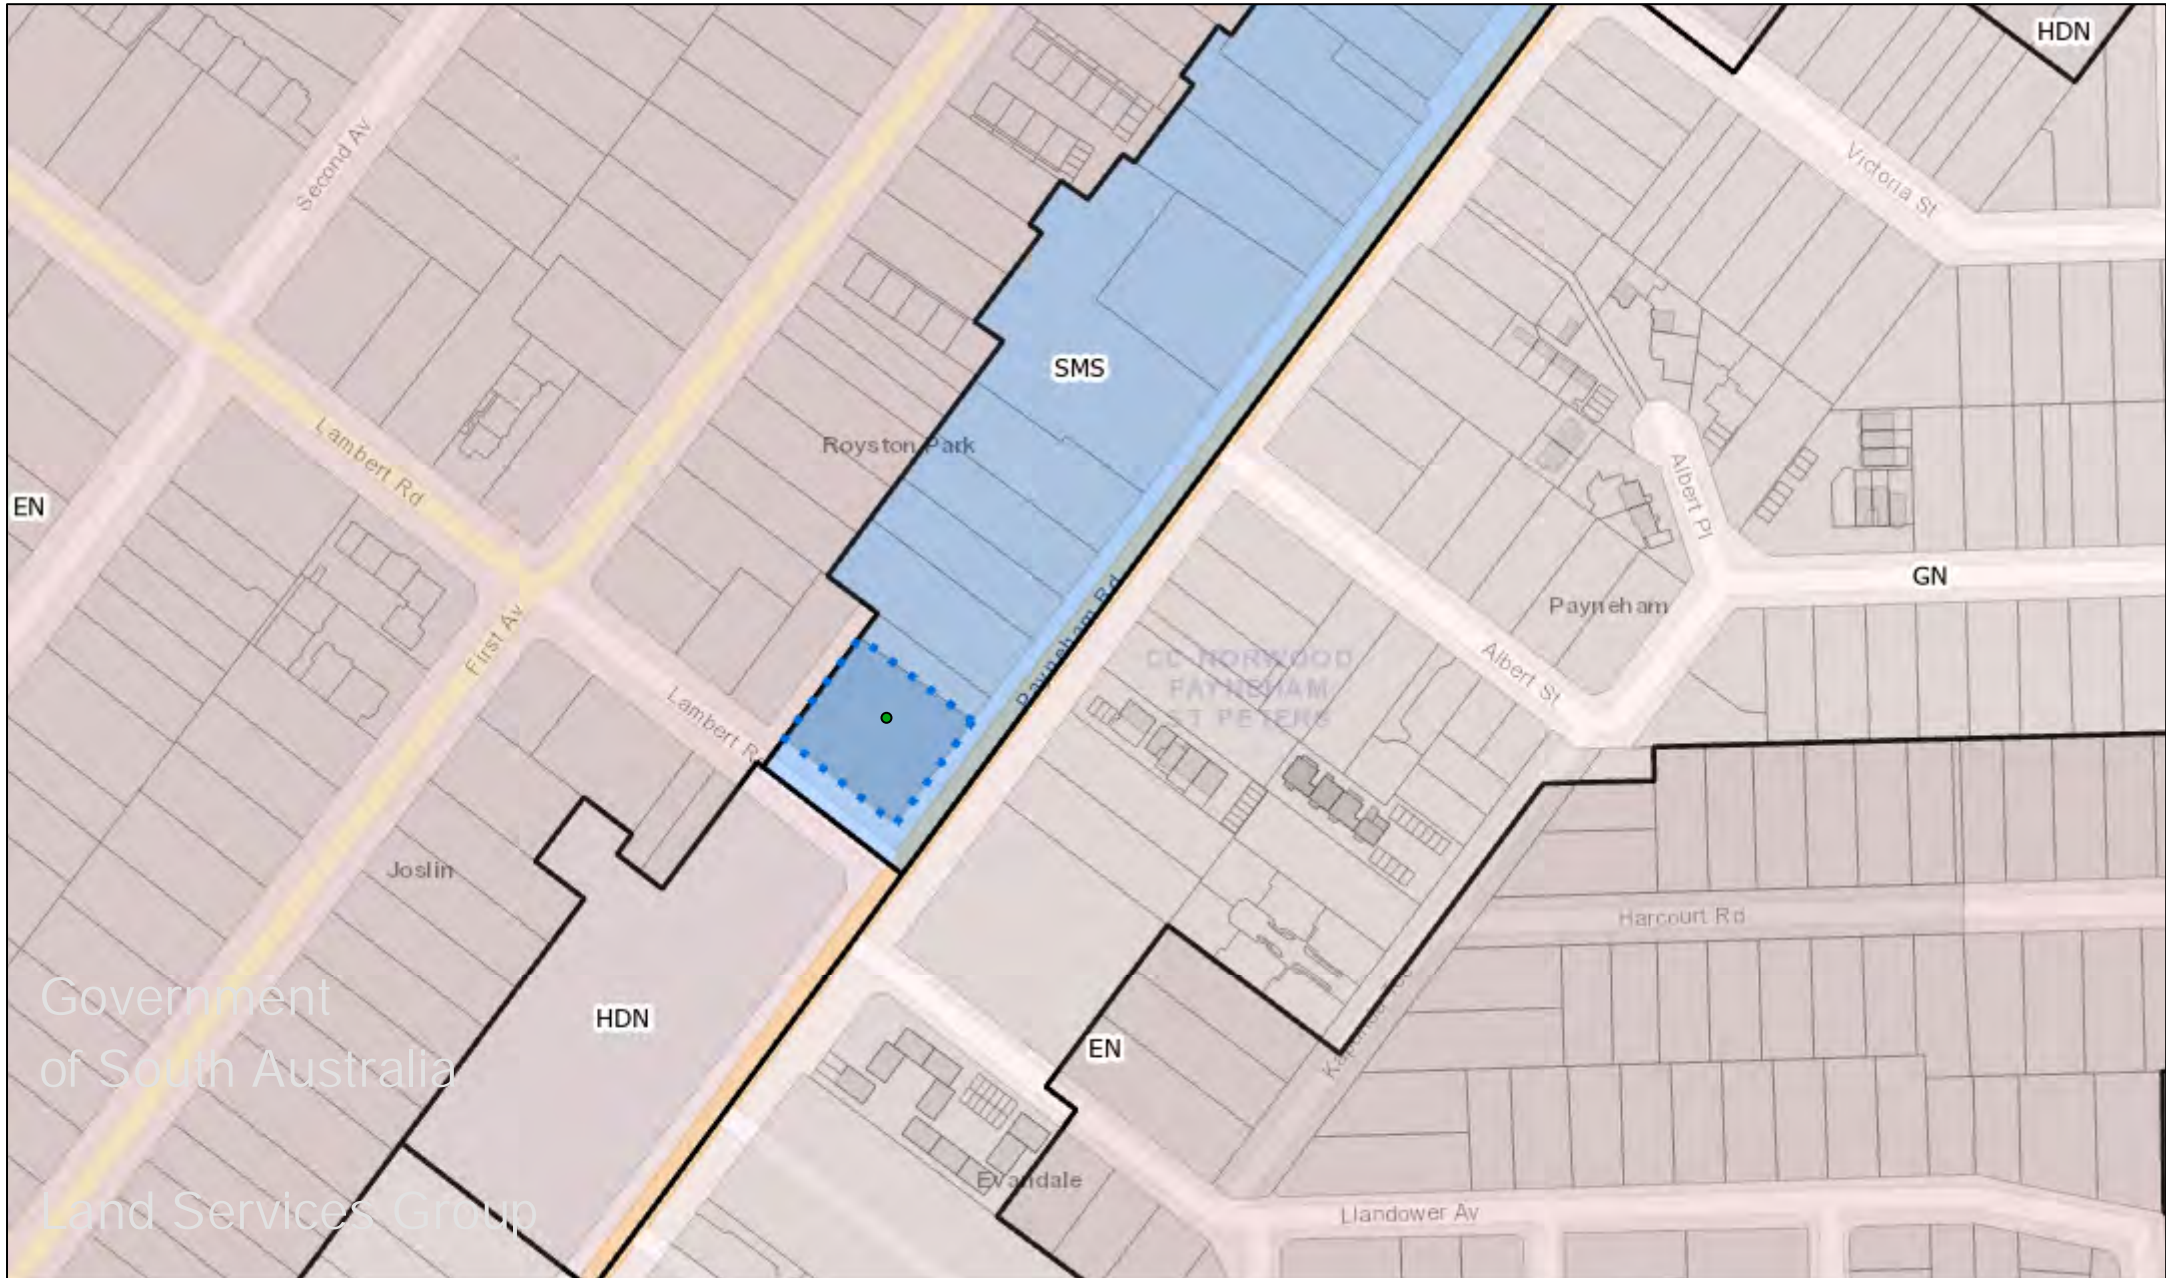 HDN
Second Av
Victoria St
SMS
Royston Park
Lambert Rd
EN
Albert Pl
GN
Payneham
First Av
Payneham Rd
CC NORWOOD
PAYNEHAM
ST PETERS
Albert St
Lambert R
Joslin
Harcourt Rd
Government
of South Australia
Land Services Group
HDN
EN
Evandale
Llandower Av